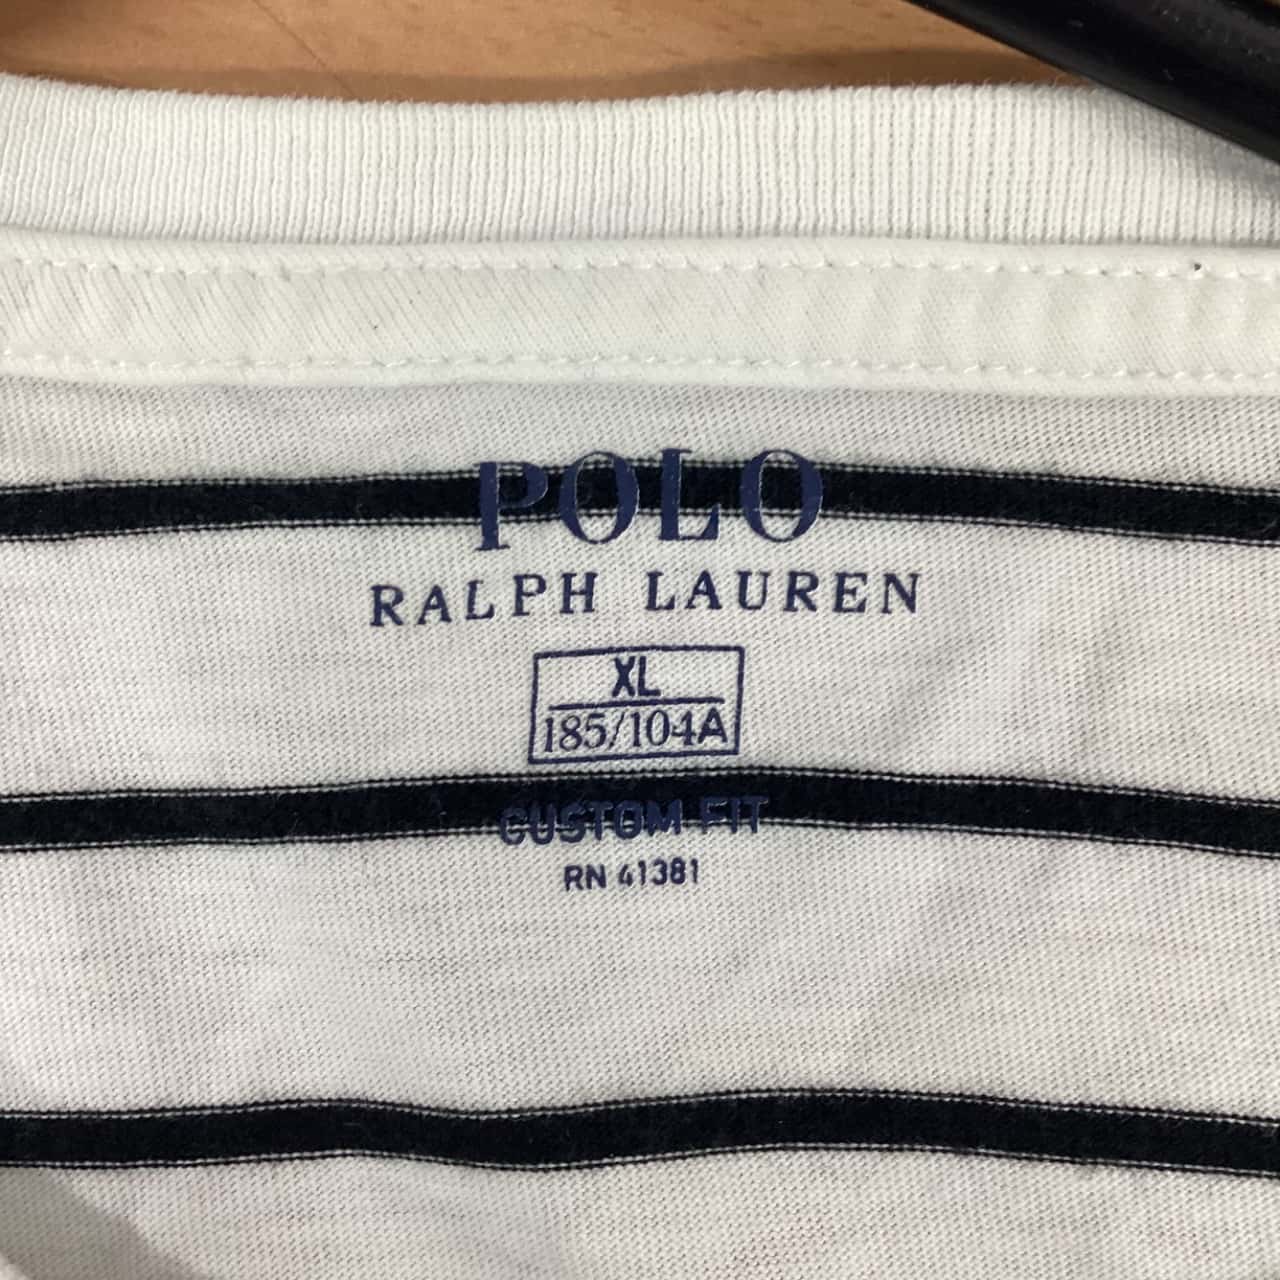 POLO
RALPH LAUREN
XL
185/104A
CUSTOM FIT
RN 41381